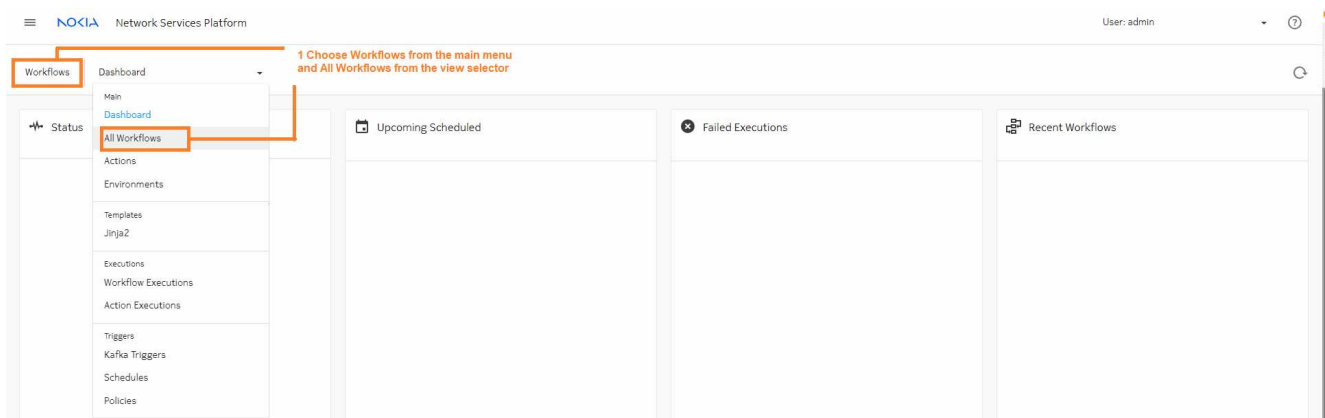 NOKIA Network Services Platform
User: admin
1 Choose Workflows from the main menu
and All Workflows from the view selector
Workflows
Dashboard
Main
Dashboard
All Workflows
Actions
Environments
Templates
Jinja2
Executions
Workflow Executions
Action Executions
Triggers
Kafka Triggers
Schedules
Policies
Status
Upcoming Scheduled
Failed Executions
Recent Workflows